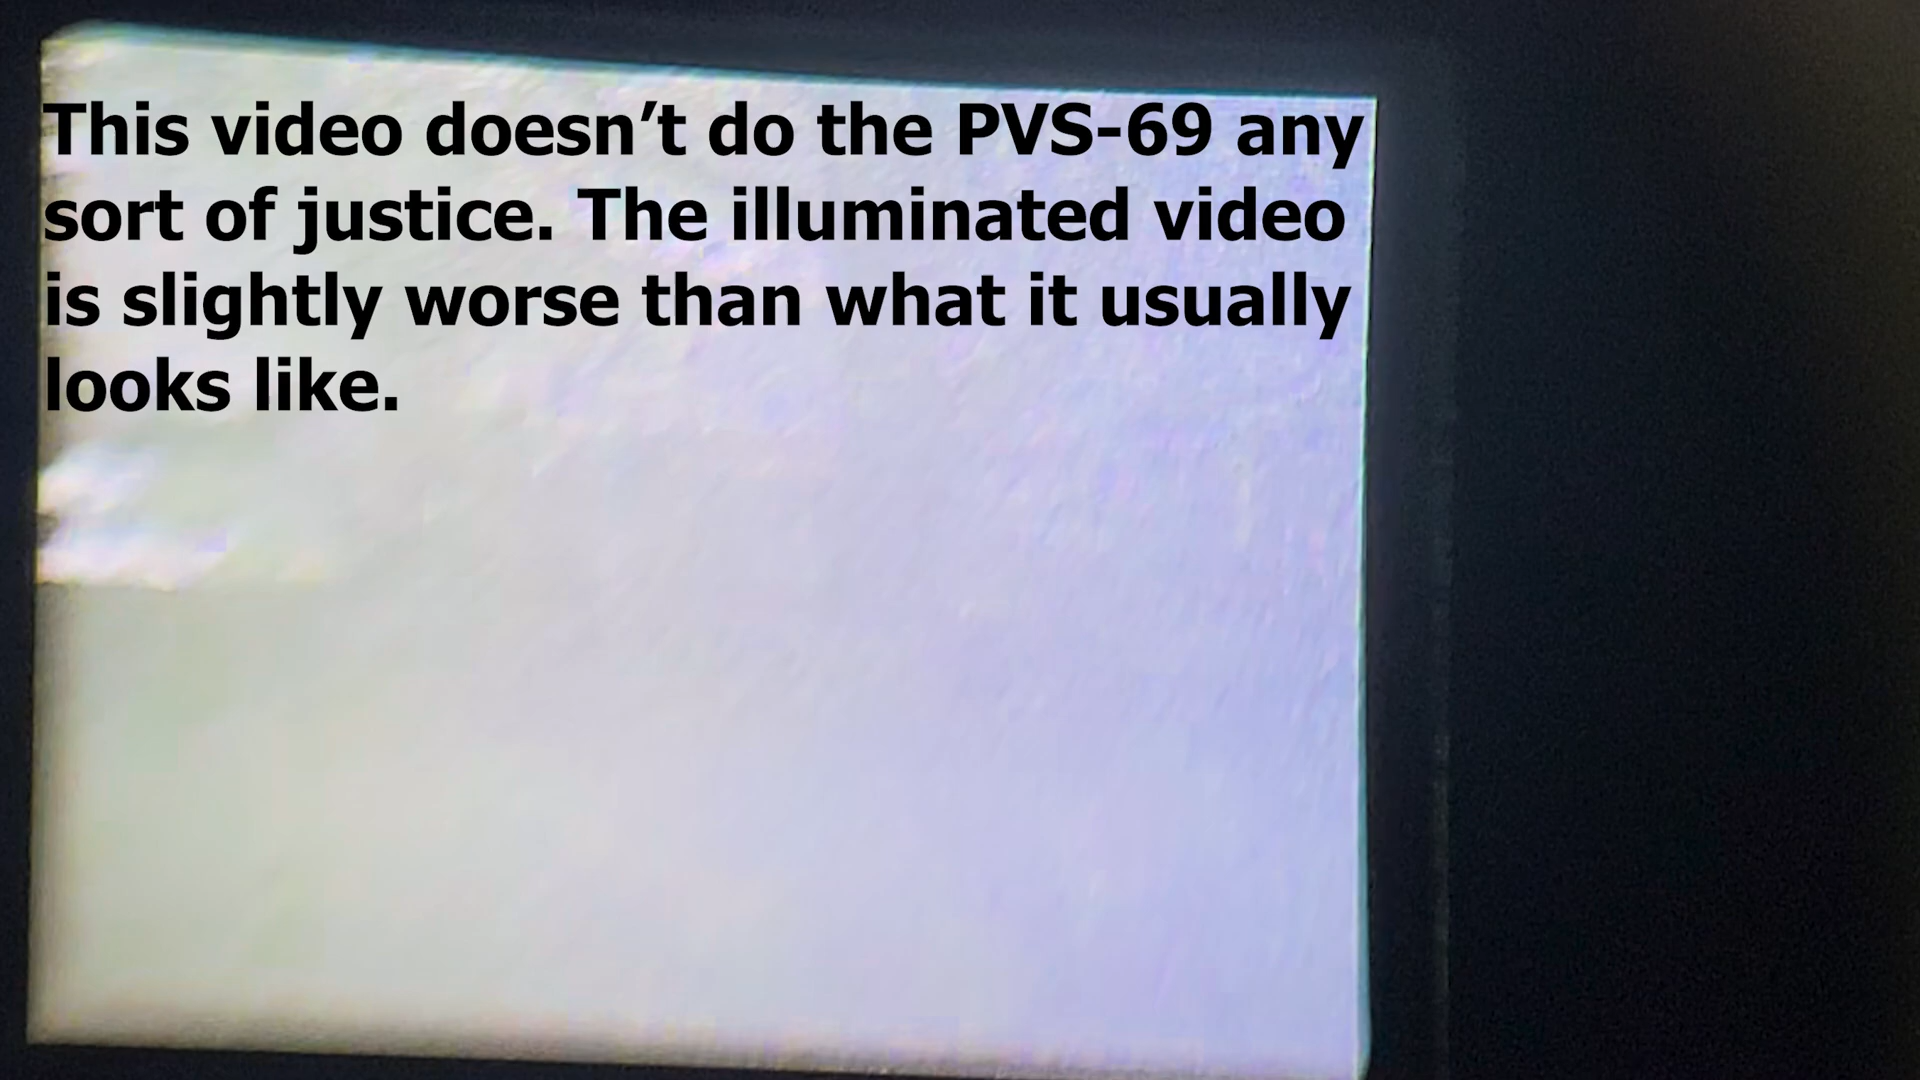 This video doesn’t do the PVS-69 any
sort of justice. The illuminated video
is slightly worse than what it usually
looks like.